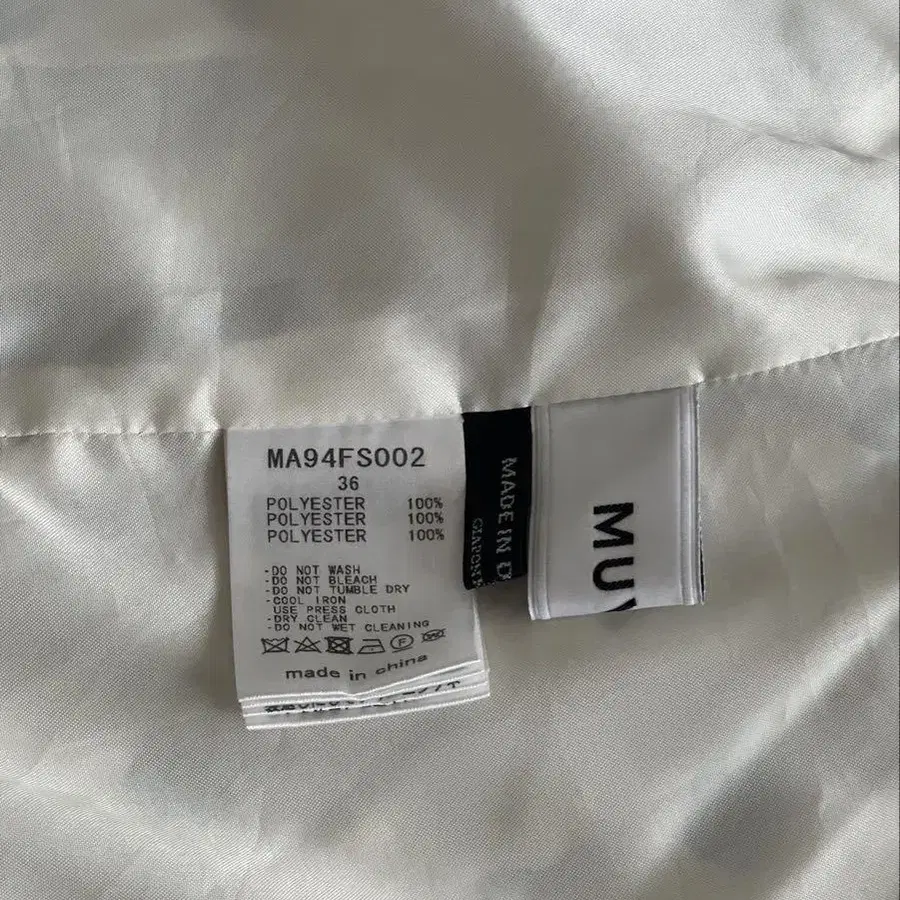 MA94FS002
36
POLYESTER 100%
POLYESTER 100%
POLYESTER 100%
-DO NOT WASH
-DO NOT BLEACH
-DO NOT TUMBLE DRY
-COOL IRON
USE PRESS CLOTH
-DRY CLEAN
-DO NOT WET CLEANING
F
made in china
MADE IN
MU